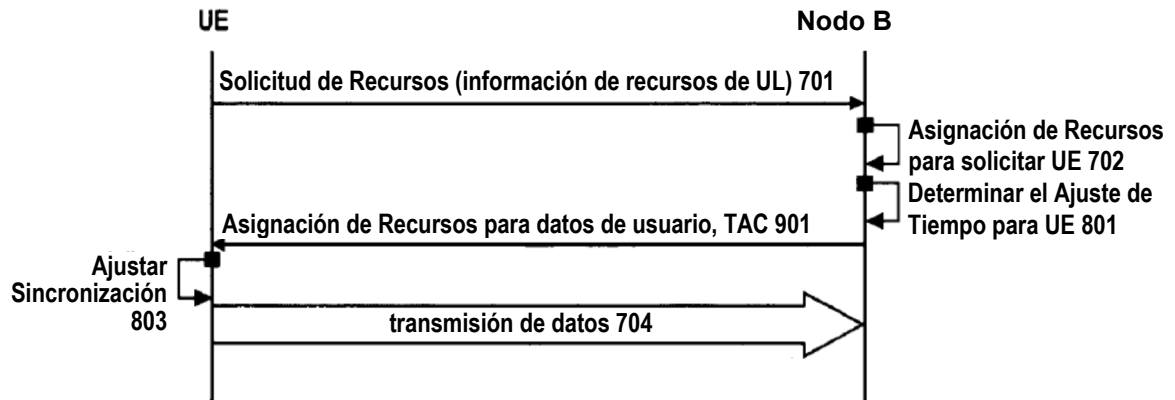 UE
Nodo B
Solicitud de Recursos (información de recursos de UL) 701
Asignación de Recursos
para solicitar UE 702
Determinar el Ajuste de
Tiempo para UE 801
Asignación de Recursos para datos de usuario, TAC 901
Ajustar
Sincronización
803
transmisión de datos 704